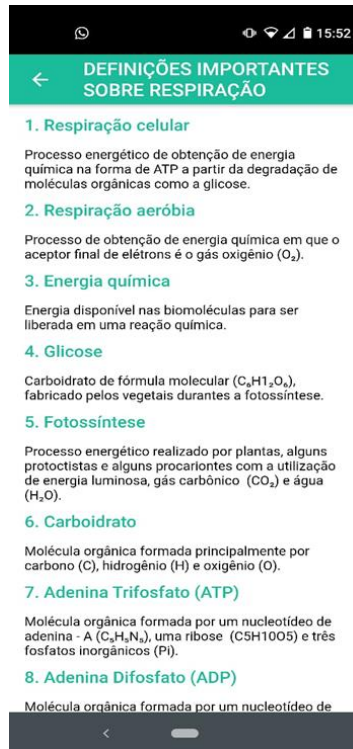 15:52
DEFINIÇÕES IMPORTANTES
SOBRE RESPIRAÇÃO
1. Respiração celular
Processo energético de obtenção de energia
química na forma de ATP a partir da degradação de
moléculas orgânicas como a glicose.
2. Respiração aeróbia
Processo de obtenção de energia química em que o
aceptor final de elétrons é o gás oxigênio (O₂).
3. Energia química
Energia disponível nas biomoléculas para ser
liberada em uma reação química.
4. Glicose
Carboidrato de fórmula molecular (C₆H1₂O₆),
fabricado pelos vegetais durantes a fotossíntese.
5. Fotossíntese
Processo energético realizado por plantas, alguns
protoctistas e alguns procariontes com a utilização
de energia luminosa, gás carbônico (CO₂) e água
(H₂O).
6. Carboidrato
Molécula orgânica formada principalmente por
carbono (C), hidrogênio (H) e oxigênio (O).
7. Adenina Trifosfato (ATP)
Molécula orgânica formada por um nucleotídeo de
adenina - A (C₅H₅N₅), uma ribose (C5H10O5) e três
fosfatos inorgânicos (Pi).
8. Adenina Difosfato (ADP)
Molécula orgânica formada por um nucleotídeo de